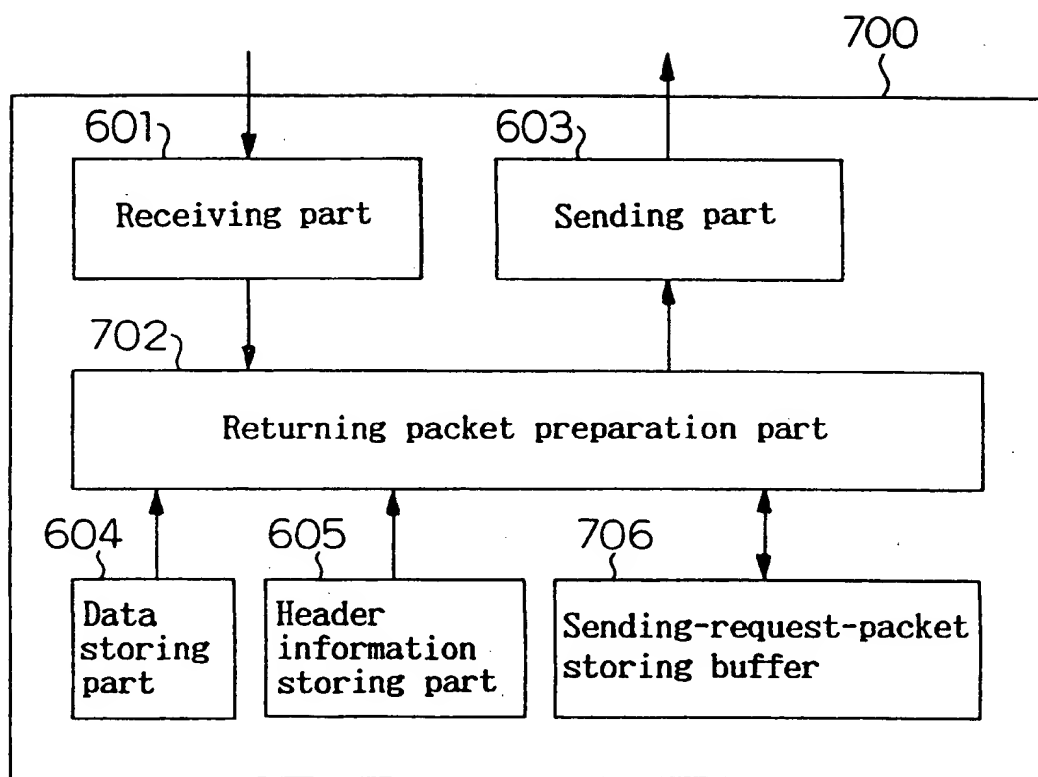 700
601
603
Receiving part
Sending part
702
Returning packet preparation part
604
605
706
Data
storing
part
Header
information
storing part
Sending-request-packet
storing buffer